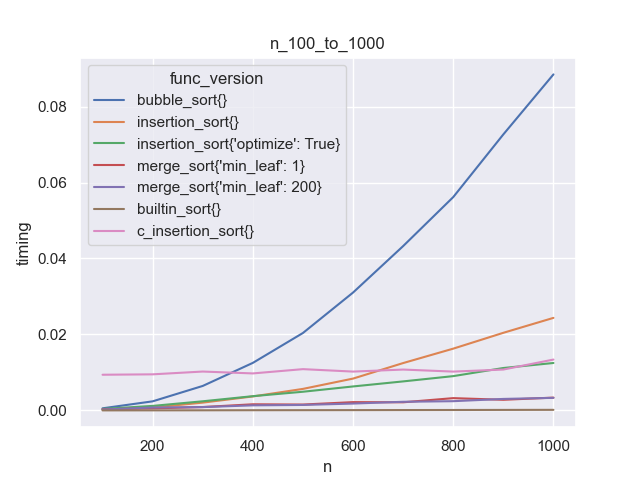 n_100_to_1000
func_version
bubble_sort{}
insertion_sort{}
insertion_sort{'optimize': True}
merge_sort{'min_leaf': 1}
merge_sort{'min_leaf': 200}
builtin_sort{}
c_insertion_sort{}
0.08
0.06
0.04
0.02
0.00
timing
200 400 600 800 1000
n